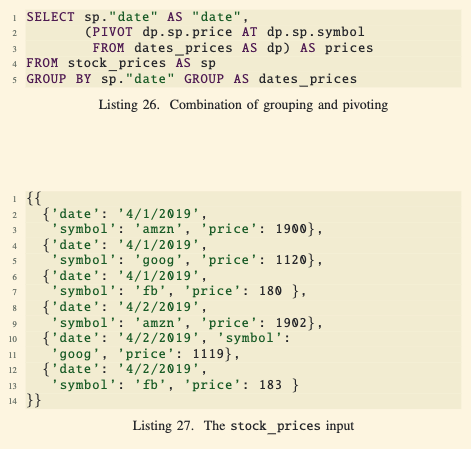 1 SELECT sp."date" AS "date",
2 (PIVOT dp.sp.price AT dp.sp.symbol
3 FROM dates_prices AS dp) AS prices
4 FROM stock_prices AS sp
5 GROUP BY sp."date" GROUP AS dates_prices
Listing 26. Combination of grouping and pivoting
1 {{
2 {'date': '4/1/2019',
3 'symbol': 'amzn', 'price': 1900},
4 {'date': '4/1/2019',
5 'symbol': 'goog', 'price': 1120},
6 {'date': '4/1/2019',
7 'symbol': 'fb', 'price': 180 },
8 {'date': '4/2/2019',
9 'symbol': 'amzn', 'price': 1902},
10 {'date': '4/2/2019', 'symbol':
11 'goog', 'price': 1119},
12 {'date': '4/2/2019',
13 'symbol': 'fb', 'price': 183 }
14 }}
Listing 27. The stock_prices input